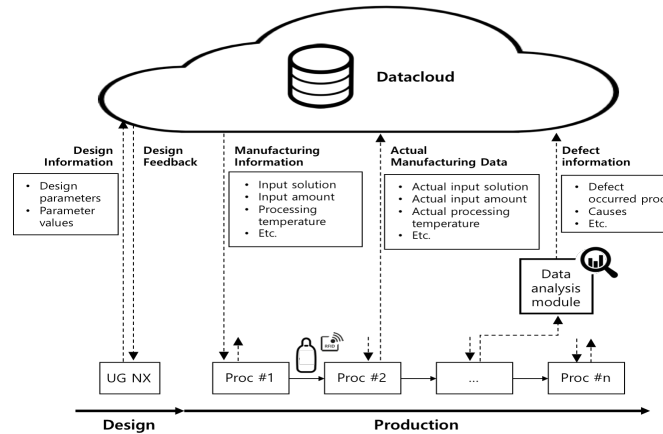 Datacloud
Design
Information
Design
Feedback
Manufacturing
Information
Actual
Manufacturing Data
Defect
information
• Design
parameters
• Parameter
values
• Input solution
• Input amount
• Processing
temperature
• Etc.
• Actual input solution
• Actual input amount
• Actual processing
temperature
• Etc.
• Defect
occurred proc
• Causes
• Etc.
Data
analysis
module
RFID
UG NX
Proc #1
Proc #2
...
Proc #n
Design
Production